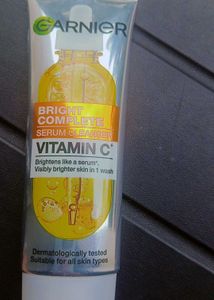 GARNIER
BRIGHT
COMPLETE
SERUM CLEANSER
VITAMIN C*
Brightens like a serum*.
Visibly brighter skin in 1 wash
Dermatologically tested
Suitable for all skin types